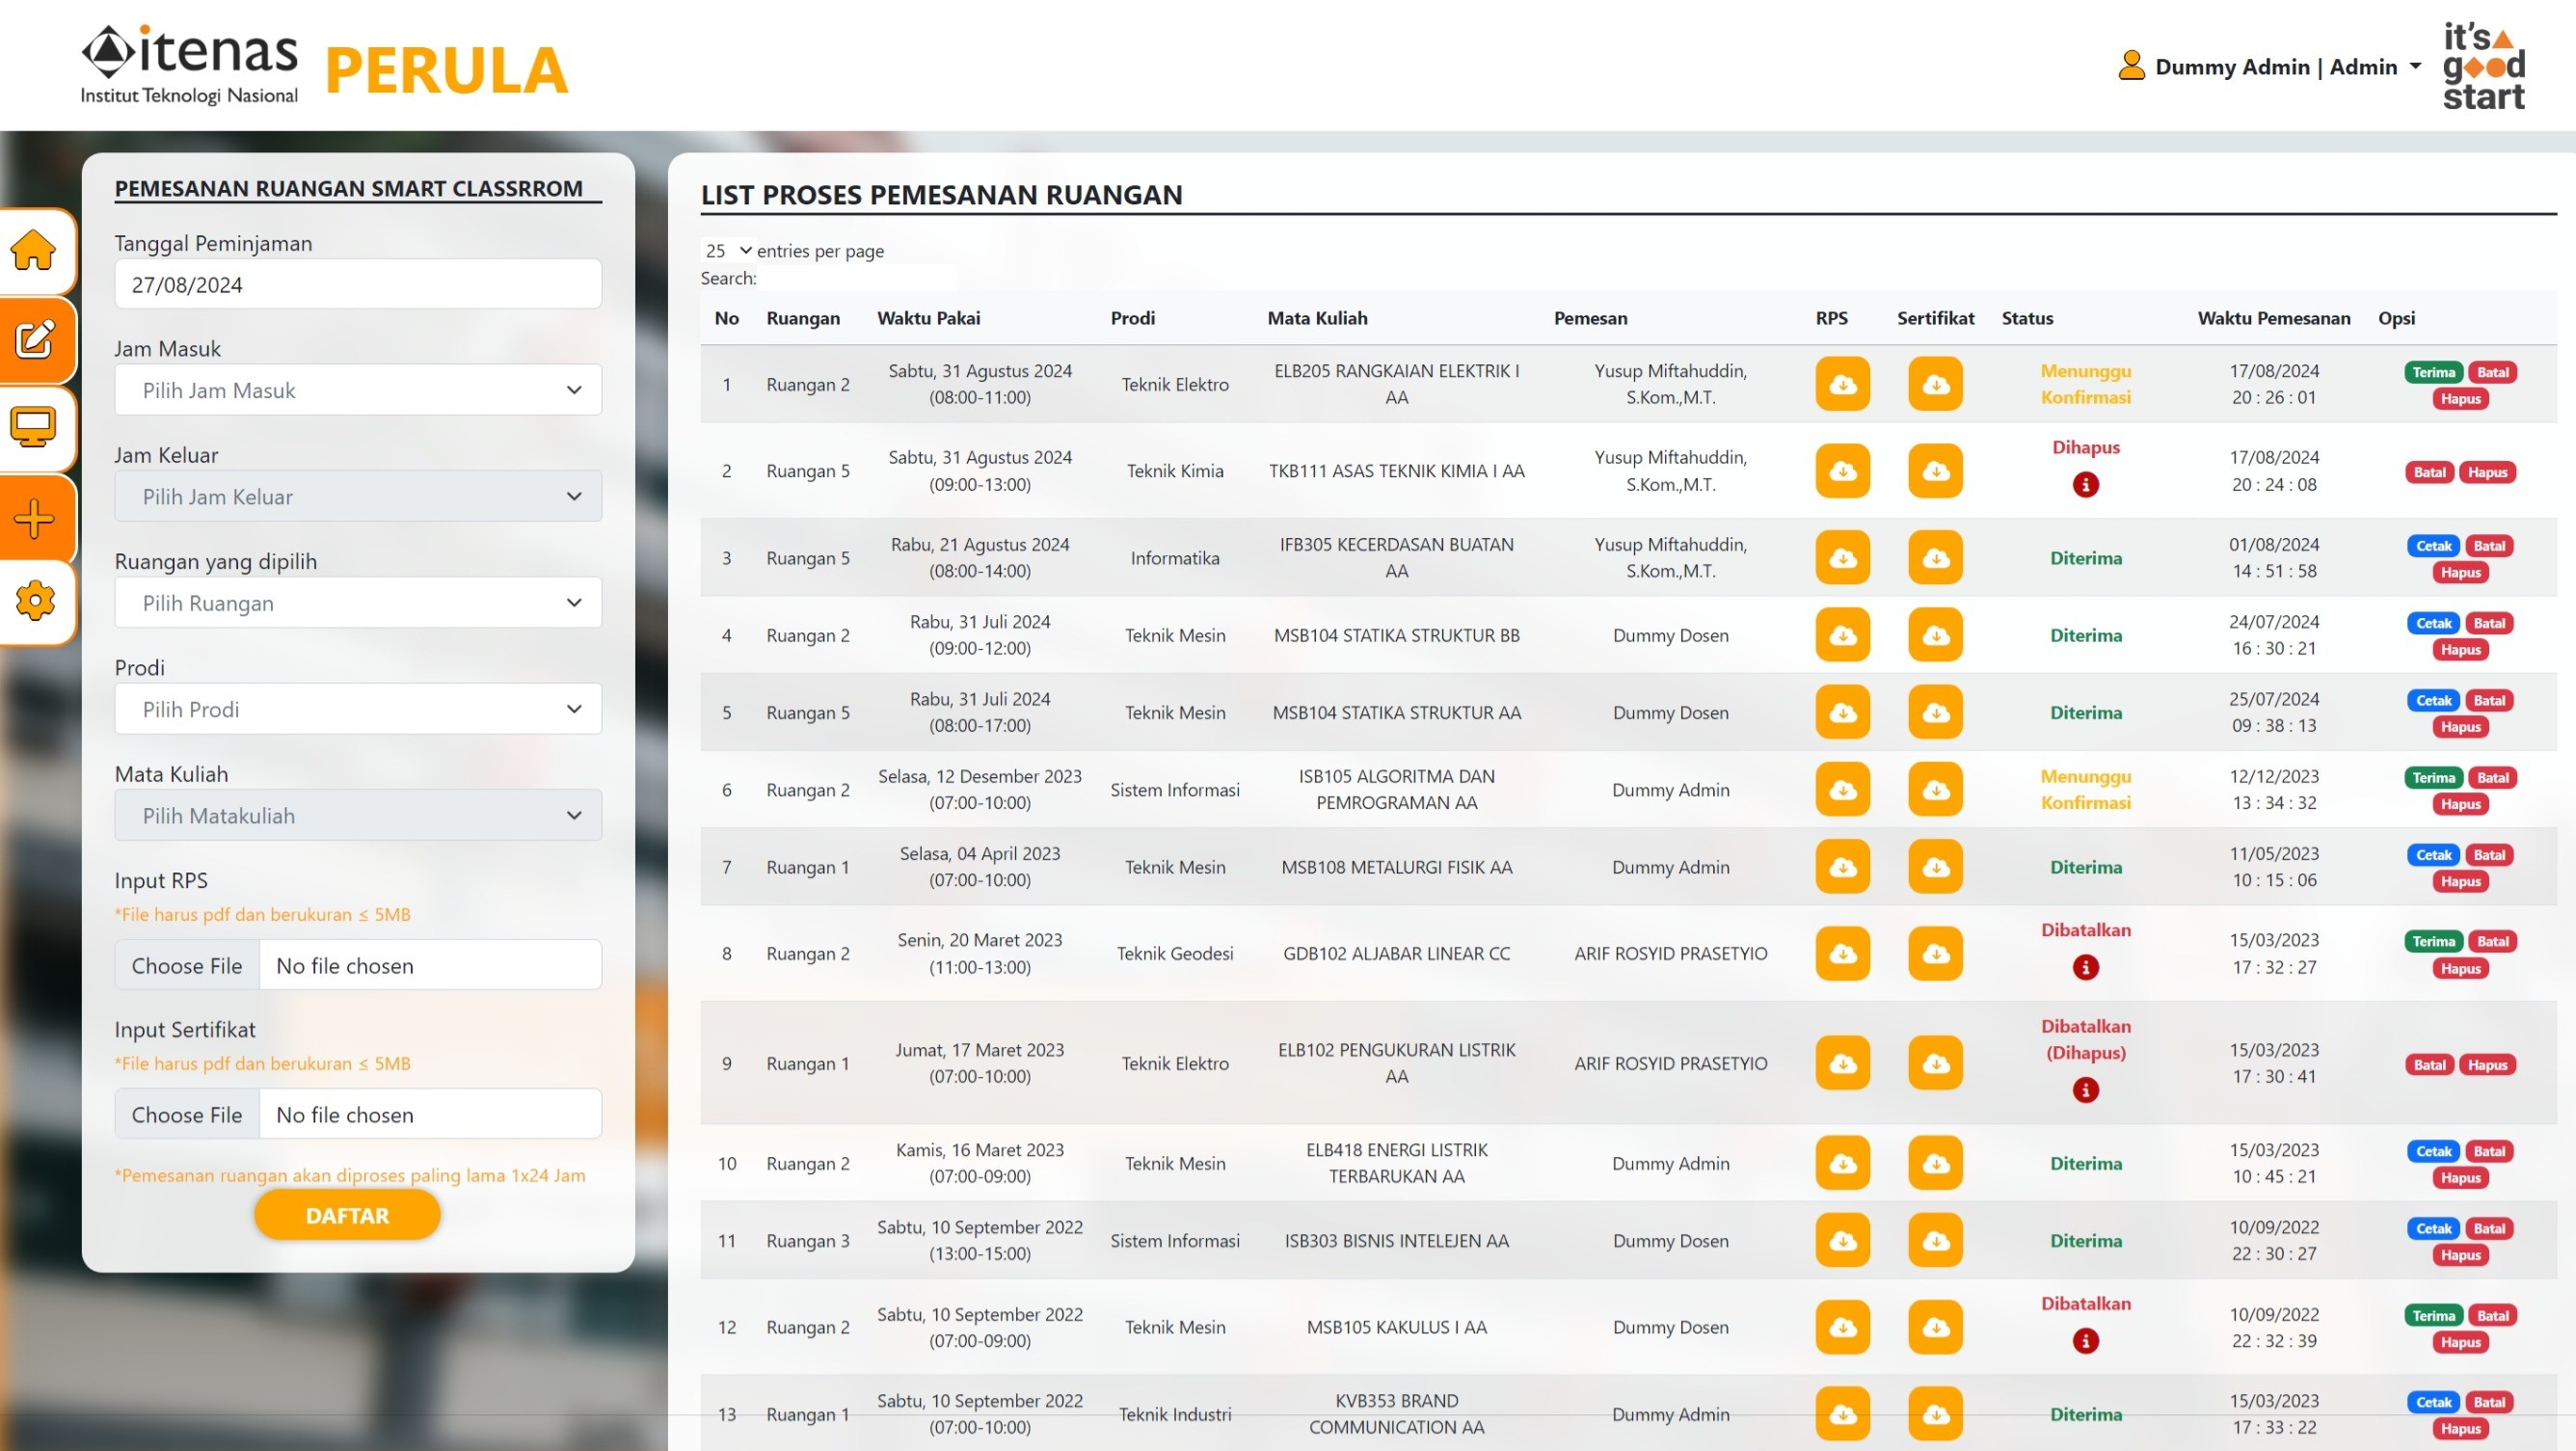 itenas
Institut Teknologi Nasional
PERULA
Dummy Admin | Admin
it's
good
start
PEMESANAN RUANGAN SMART CLASSRROM
Tanggal Peminjaman
27/08/2024
Jam Masuk
Pilih Jam Masuk
Jam Keluar
Pilih Jam Keluar
Ruangan yang dipilih
Pilih Ruangan
Prodi
Pilih Prodi
Mata Kuliah
Pilih Matakuliah
Input RPS
*File harus pdf dan berukuran ≤ 5MB
Choose File No file chosen
Input Sertifikat
*File harus pdf dan berukuran ≤ 5MB
Choose File No file chosen
*Pemesanan ruangan akan diproses paling lama 1x24 Jam
DAFTAR
LIST PROSES PEMESANAN RUANGAN
25 entries per page
Search:
No Ruangan Waktu Pakai Prodi Mata Kuliah Pemesan RPS Sertifikat Status Waktu Pemesanan Opsi
Sabtu, 31 Agustus 2024 ELB205 RANGKAIAN ELEKTRIK I Yusup Miftahuddin, Menunggu 17/08/2024 Terima Batal
1 Ruangan 2 Teknik Elektro
(08:00-11:00) AA S.Kom.,M.T. Konfirmasi 20 : 26 : 01 Hapus
Sabtu, 31 Agustus 2024 Yusup Miftahuddin, Dihapus 17/08/2024
2 Ruangan 5 Teknik Kimia TKB111 ASAS TEKNIK KIMIA I AA Batal Hapus
(09:00-13:00) S.Kom.,M.T. 20 : 24 : 08
Rabu, 21 Agustus 2024 IFB305 KECERDASAN BUATAN Yusup Miftahuddin, 01/08/2024 Cetak Batal
3 Ruangan 5 Informatika Diterima
(08:00-14:00) AA S.Kom.,M.T. 14 : 51 : 58 Hapus
Rabu, 31 Juli 2024 24/07/2024 Cetak Batal
4 Ruangan 2 Teknik Mesin MSB104 STATIKA STRUKTUR BB Dummy Dosen Diterima
(09:00-12:00) 16 : 30 : 21 Hapus
Rabu, 31 Juli 2024 25/07/2024 Cetak Batal
5 Ruangan 5 Teknik Mesin MSB104 STATIKA STRUKTUR AA Dummy Dosen Diterima
(08:00-17:00) 09 : 38 : 13 Hapus
Selasa, 12 Desember 2023 ISB105 ALGORITMA DAN Menunggu 12/12/2023 Terima Batal
6 Ruangan 2 Sistem Informasi Dummy Admin
(07:00-10:00) PEMROGRAMAN AA Konfirmasi 13 : 34 : 32 Hapus
Selasa, 04 April 2023 11/05/2023 Cetak Batal
7 Ruangan 1 Teknik Mesin MSB108 METALURGI FISIK AA Dummy Admin Diterima
(07:00-10:00) 10 : 15 : 06 Hapus
Senin, 20 Maret 2023 Dibatalkan 15/03/2023 Terima Batal
8 Ruangan 2 Teknik Geodesi GDB102 ALJABAR LINEAR CC ARIF ROSYID PRASETYIO
(11:00-13:00) 17 : 32 : 27 Hapus
Dibatalkan
Jumat, 17 Maret 2023 ELB102 PENGUKURAN LISTRIK (Dihapus) 15/03/2023
9 Ruangan 1 Teknik Elektro ARIF ROSYID PRASETYIO Batal Hapus
(07:00-10:00) AA 17 : 30 : 41
Kamis, 16 Maret 2023 ELB418 ENERGI LISTRIK 15/03/2023 Cetak Batal
10 Ruangan 2 Teknik Mesin Dummy Admin Diterima
(07:00-09:00) TERBARUKAN AA 10 : 45 : 21 Hapus
Sabtu, 10 September 2022 10/09/2022 Cetak Batal
11 Ruangan 3 Sistem Informasi ISB303 BISNIS INTELEJEN AA Dummy Dosen Diterima
(13:00-15:00) 22 : 30 : 27 Hapus
Sabtu, 10 September 2022 Dibatalkan 10/09/2022 Terima Batal
12 Ruangan 2 Teknik Mesin MSB105 KAKULUS I AA Dummy Dosen
(07:00-09:00) 22 : 32 : 39 Hapus
Sabtu, 10 September 2022 KVB353 BRAND 15/03/2023 Cetak Batal
13 Ruangan 1 Teknik Industri Dummy Admin Diterima
(07:00-10:00) COMMUNICATION AA 17 : 33 : 22 Hapus